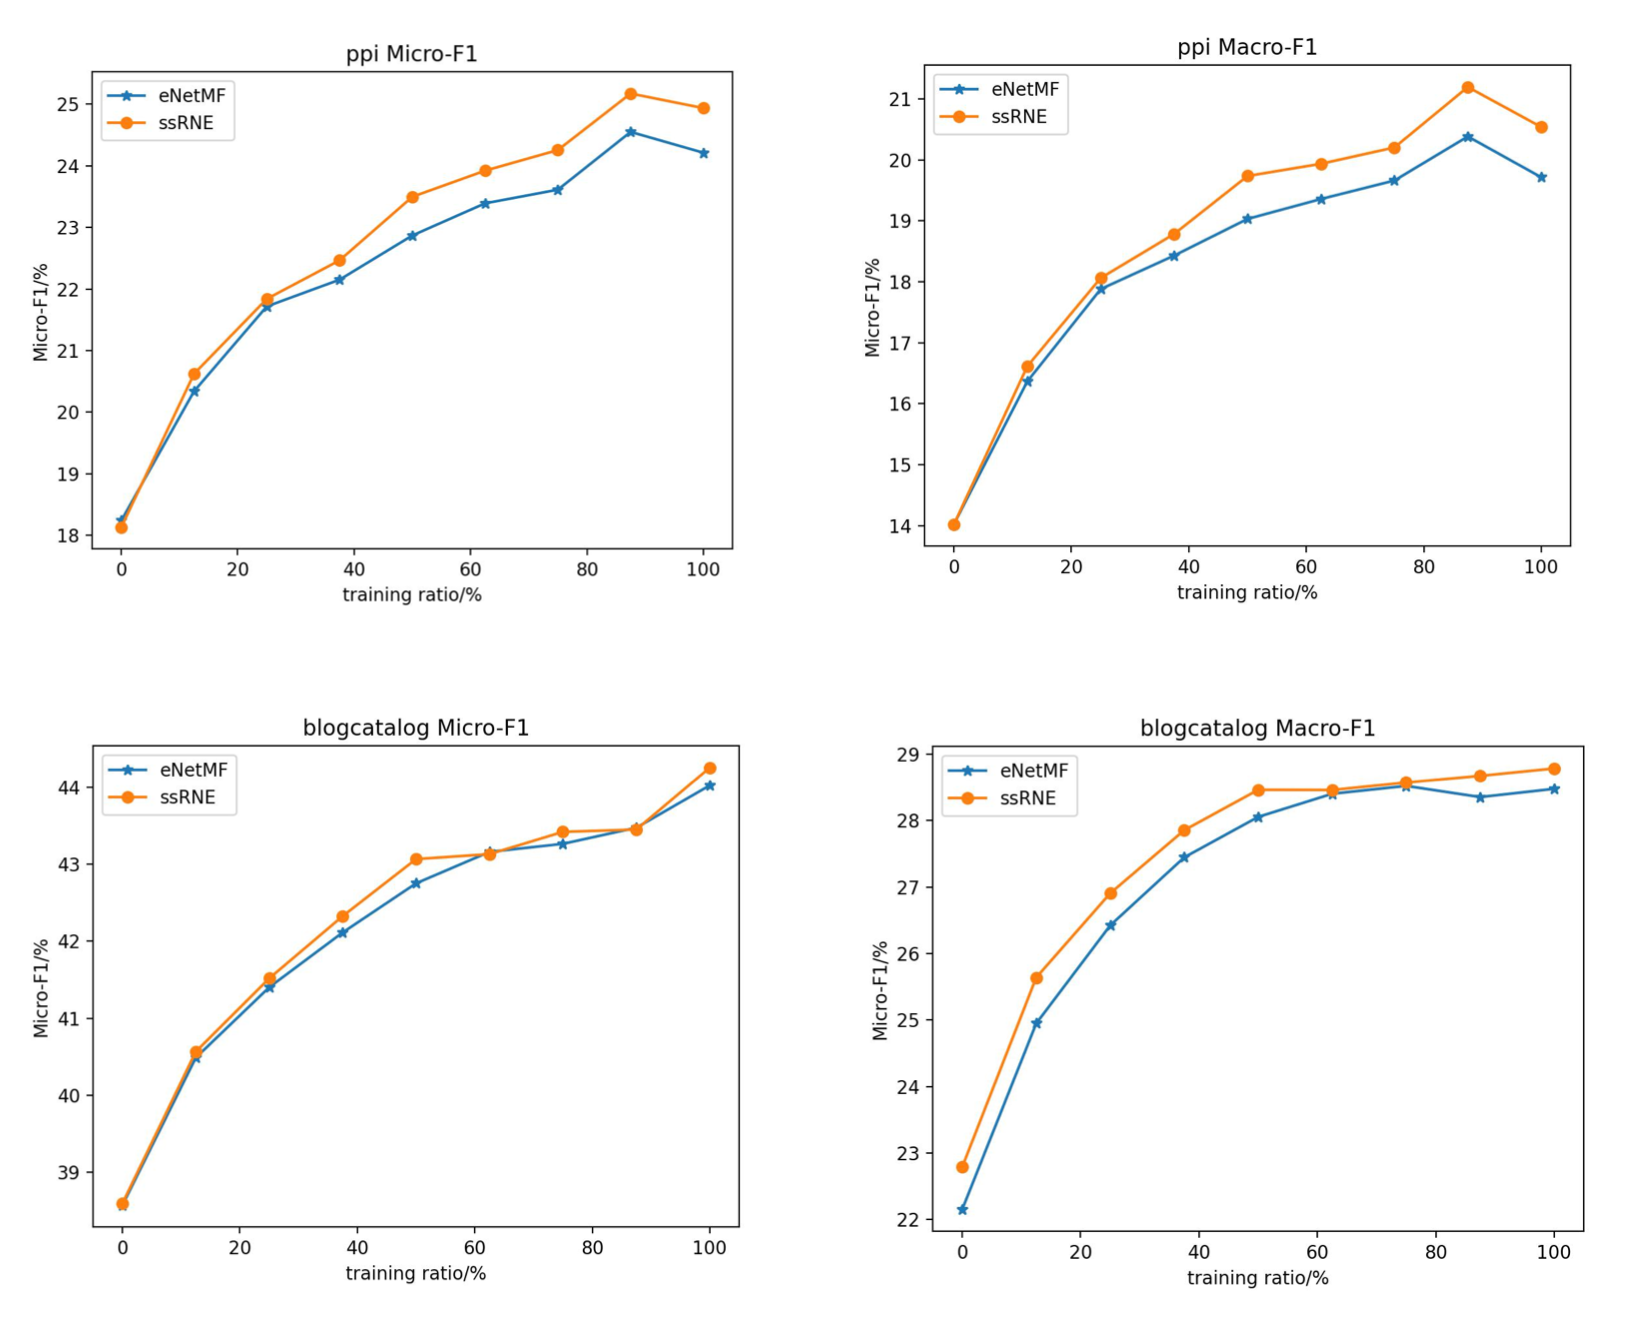 ppi Micro-F1
eNetMF
ssRNE
25
24
23
22
21
20
19
18
Micro-F1/%
0 20 40 60 80 100
training ratio/%
ppi Macro-F1
eNetMF
ssRNE
21
20
19
18
17
16
15
14
Micro-F1/%
0 20 40 60 80 100
training ratio/%
blogcatalog Micro-F1
eNetMF
ssRNE
44
43
42
41
40
39
Micro-F1/%
0 20 40 60 80 100
training ratio/%
blogcatalog Macro-F1
eNetMF
ssRNE
29
28
27
26
25
24
23
22
Micro-F1/%
0 20 40 60 80 100
training ratio/%